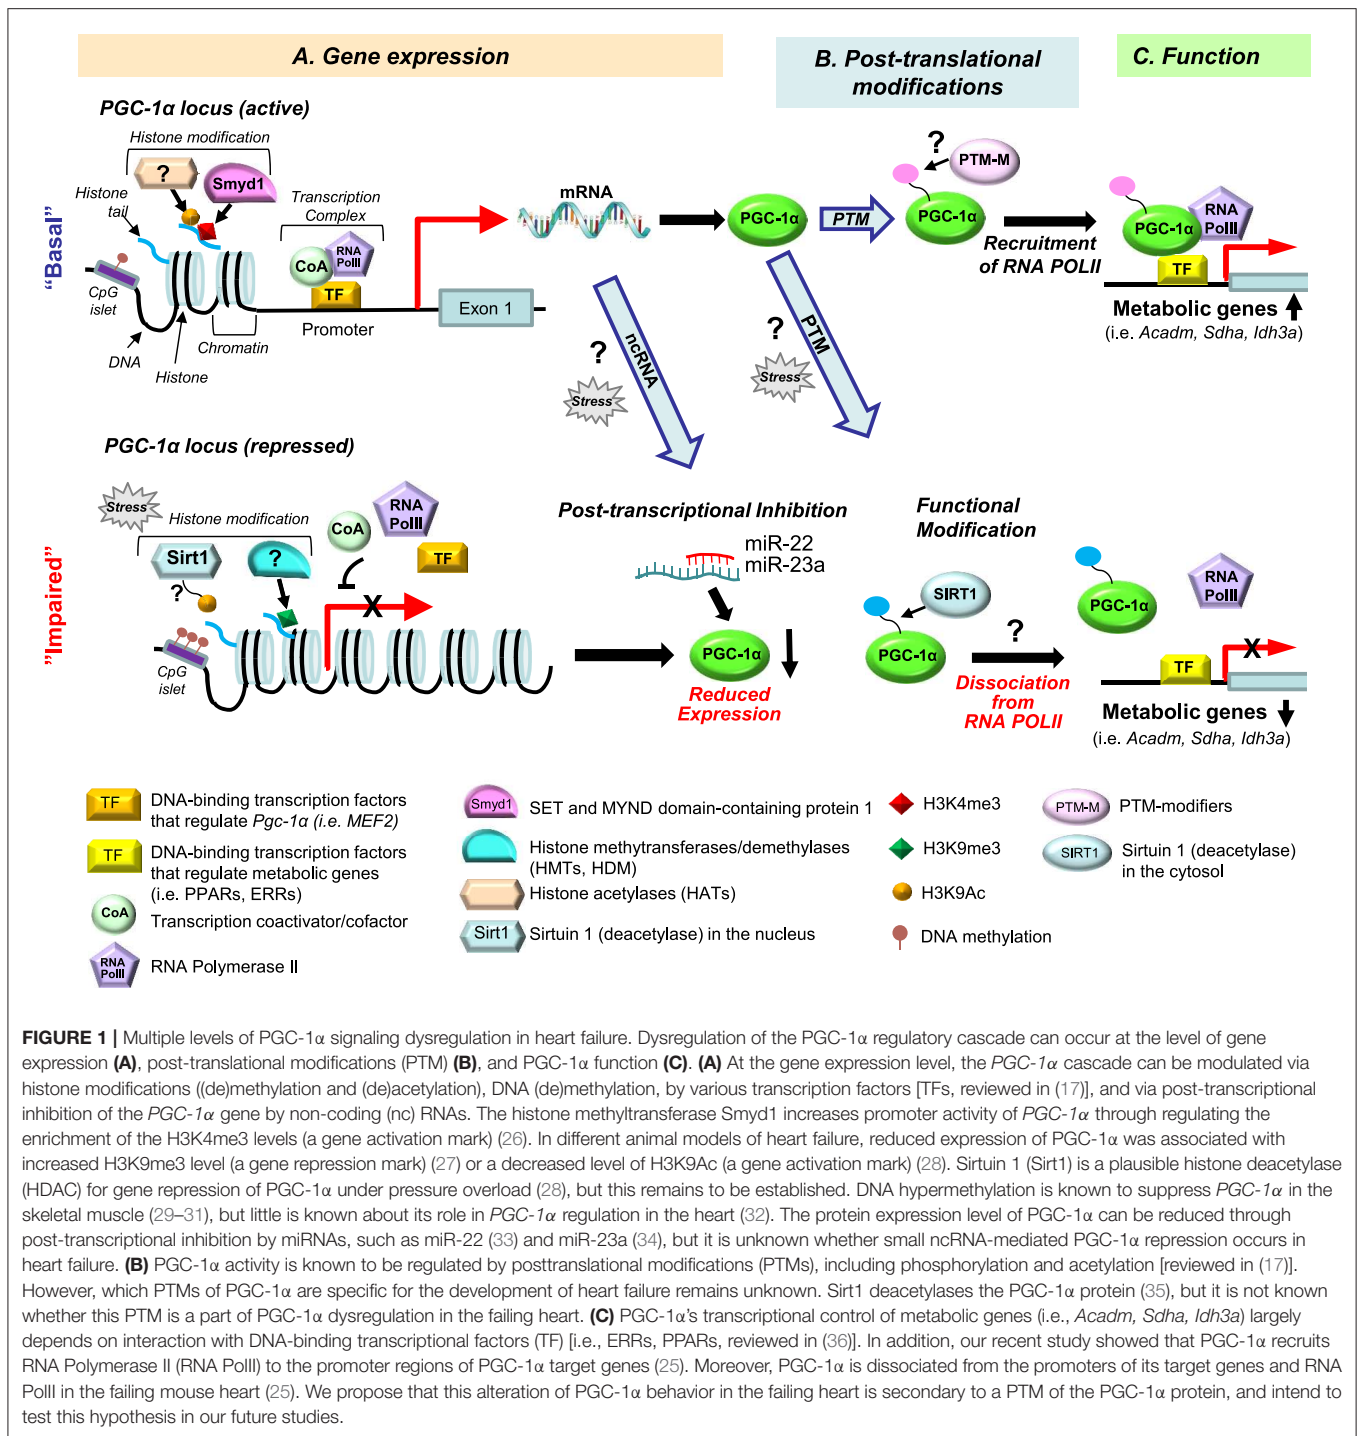 A. Gene expression
B. Post-translational
modifications
C. Function
PGC-1α locus (active)
Histone modification
?
Smyd1
Histone
tail
Transcription
Complex
CoA
RNA
PolII
TF
CpG
islet
DNA
Histone
Chromatin
Promoter
Exon 1
mRNA
PGC-1α
PTM
?
PTM-M
PGC-1α
Recruitment
of RNA POLII
PGC-1α
RNA
PolII
TF
Metabolic genes
(i.e. Acadm, Sdha, Idh3a)
"Basal"
?
ncRNA
Stress
?
PTM
Stress
PGC-1α locus (repressed)
Stress
Histone modification
Sirt1
?
?
CoA
RNA
PolII
TF
X
CpG
islet
"Impaired"
Post-transcriptional Inhibition
miR-22
miR-23a
PGC-1α
Reduced
Expression
Functional
Modification
SIRT1
PGC-1α
?
Dissociation
from
RNA POLII
PGC-1α
RNA
PolII
TF
X
Metabolic genes
(i.e. Acadm, Sdha, Idh3a)
TF
DNA-binding transcription factors
that regulate Pgc-1α (i.e. MEF2)
TF
DNA-binding transcription factors
that regulate metabolic genes
(i.e. PPARs, ERRs)
CoA
Transcription coactivator/cofactor
RNA
PolII
RNA Polymerase II
Smyd1
SET and MYND domain-containing protein 1
Histone methytransferases/demethylases
(HMTs, HDM)
Histone acetylases (HATs)
Sirt1
Sirtuin 1 (deacetylase) in the nucleus
H3K4me3
H3K9me3
H3K9Ac
DNA methylation
PTM-M
PTM-modifiers
SIRT1
Sirtuin 1 (deacetylase)
in the cytosol
FIGURE 1 | Multiple levels of PGC-1α signaling dysregulation in heart failure. Dysregulation of the PGC-1α regulatory cascade can occur at the level of gene
expression (A), post-translational modifications (PTM) (B), and PGC-1α function (C). (A) At the gene expression level, the PGC-1α cascade can be modulated via
histone modifications ((de)methylation and (de)acetylation), DNA (de)methylation, by various transcription factors [TFs, reviewed in (17)], and via post-transcriptional
inhibition of the PGC-1α gene by non-coding (nc) RNAs. The histone methyltransferase Smyd1 increases promoter activity of PGC-1α through regulating the
enrichment of the H3K4me3 levels (a gene activation mark) (26). In different animal models of heart failure, reduced expression of PGC-1α was associated with
increased H3K9me3 level (a gene repression mark) (27) or a decreased level of H3K9Ac (a gene activation mark) (28). Sirtuin 1 (Sirt1) is a plausible histone deacetylase
(HDAC) for gene repression of PGC-1α under pressure overload (28), but this remains to be established. DNA hypermethylation is known to suppress PGC-1α in the
skeletal muscle (29–31), but little is known about its role in PGC-1α regulation in the heart (32). The protein expression level of PGC-1α can be reduced through
post-transcriptional inhibition by miRNAs, such as miR-22 (33) and miR-23a (34), but it is unknown whether small ncRNA-mediated PGC-1α repression occurs in
heart failure. (B) PGC-1α activity is known to be regulated by posttranslational modifications (PTMs), including phosphorylation and acetylation [reviewed in (17)].
However, which PTMs of PGC-1α are specific for the development of heart failure remains unknown. Sirt1 deacetylases the PGC-1α protein (35), but it is not known
whether this PTM is a part of PGC-1α dysregulation in the failing heart. (C) PGC-1α's transcriptional control of metabolic genes (i.e., Acadm, Sdha, Idh3a) largely
depends on interaction with DNA-binding transcriptional factors (TF) [i.e., ERRs, PPARs, reviewed in (36)]. In addition, our recent study showed that PGC-1α recruits
RNA Polymerase II (RNA PolII) to the promoter regions of PGC-1α target genes (25). Moreover, PGC-1α is dissociated from the promoters of its target genes and RNA
PolII in the failing mouse heart (25). We propose that this alteration of PGC-1α behavior in the failing heart is secondary to a PTM of the PGC-1α protein, and intend to
test this hypothesis in our future studies.